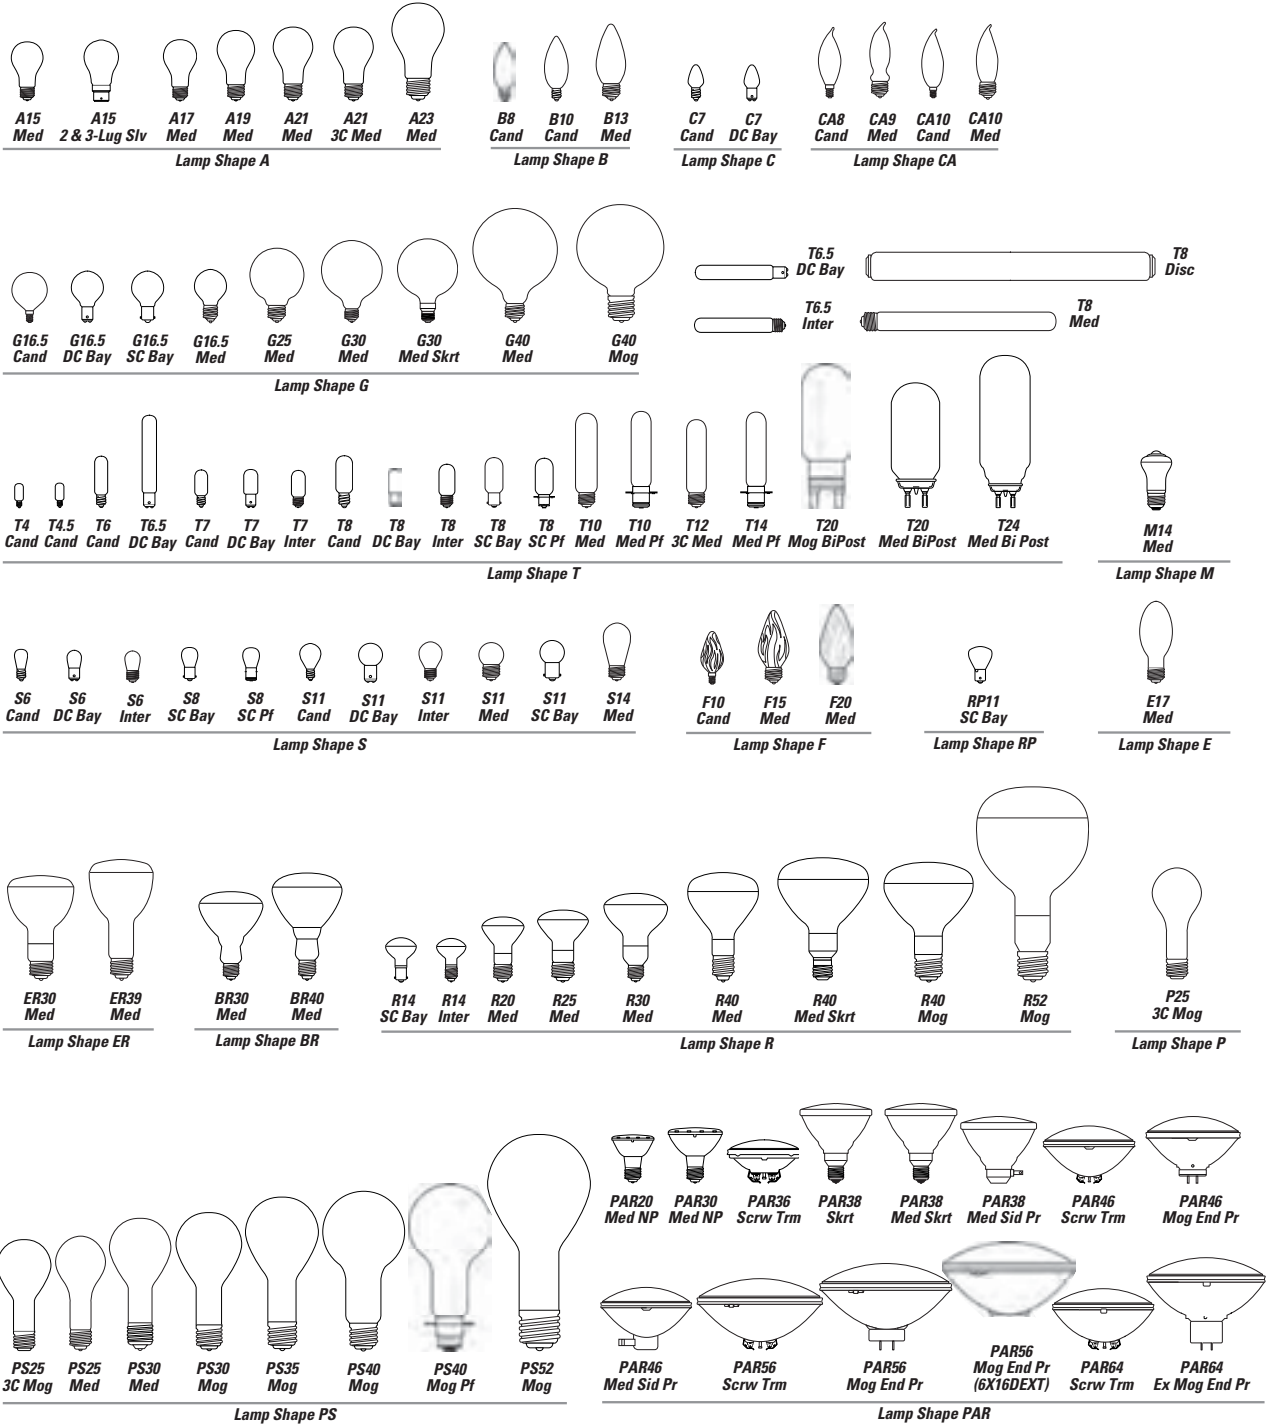 A15 A15 A17 A19 A21 A21 A23
Med 2 & 3-Lug Slv Med Med Med 3C Med Med
Lamp Shape A
B8 B10 B13
Cand Cand Med
Lamp Shape B
C7 C7
Cand DC Bay
Lamp Shape C
CA8 CA9 CA10 CA10
Cand Med Cand Med
Lamp Shape CA
G16.5 G16.5 G16.5 G16.5 G25 G30 G30 G40 G40
Cand DC Bay SC Bay Med Med Med Med Skrt Med Mog
Lamp Shape G
T6.5
DC Bay
T8
Disc
T6.5
Inter
T8
Med
T4 T4.5 T6 T6.5 T7 T7 T7 T8 T8 T8 T8 T8 T10 T10 T12 T14 T20 T20 T24
Cand Cand Cand DC Bay Cand DC Bay Inter Cand DC Bay Inter SC Bay SC Pf Med Med Pf 3C Med Med Pf Mog BiPost Med BiPost Med Bi Post
Lamp Shape T
M14
Med
Lamp Shape M
S6 S6 S6 S8 S8 S11 S11 S11 S11 S11 S14
Cand DC Bay Inter SC Bay SC Pf Cand DC Bay Inter Med SC Bay Med
Lamp Shape S
F10 F15 F20
Cand Med Med
Lamp Shape F
RP11
SC Bay
Lamp Shape RP
E17
Med
Lamp Shape E
ER30 ER39
Med Med
Lamp Shape ER
BR30 BR40
Med Med
Lamp Shape BR
R14 R14 R20 R25 R30 R40 R40 R40 R52
SC Bay Inter Med Med Med Med Med Skrt Mog Mog
Lamp Shape R
P25
3C Mog
Lamp Shape P
PS25 PS25 PS30 PS30 PS35 PS40 PS40 PS52
3C Mog Med Med Mog Mog Mog Mog Pf Mog
Lamp Shape PS
PAR20 PAR30 PAR36 PAR38 PAR38 PAR38 PAR46 PAR46
Med NP Med NP Scrw Trm Skrt Med Skrt Med Sid Pr Scrw Trm Mog End Pr
PAR46 PAR56 PAR56 PAR56 PAR64 PAR64
Med Sid Pr Scrw Trm Mog End Pr Mog End Pr Scrw Trm Ex Mog End Pr
(6X16DEXT)
Lamp Shape PAR